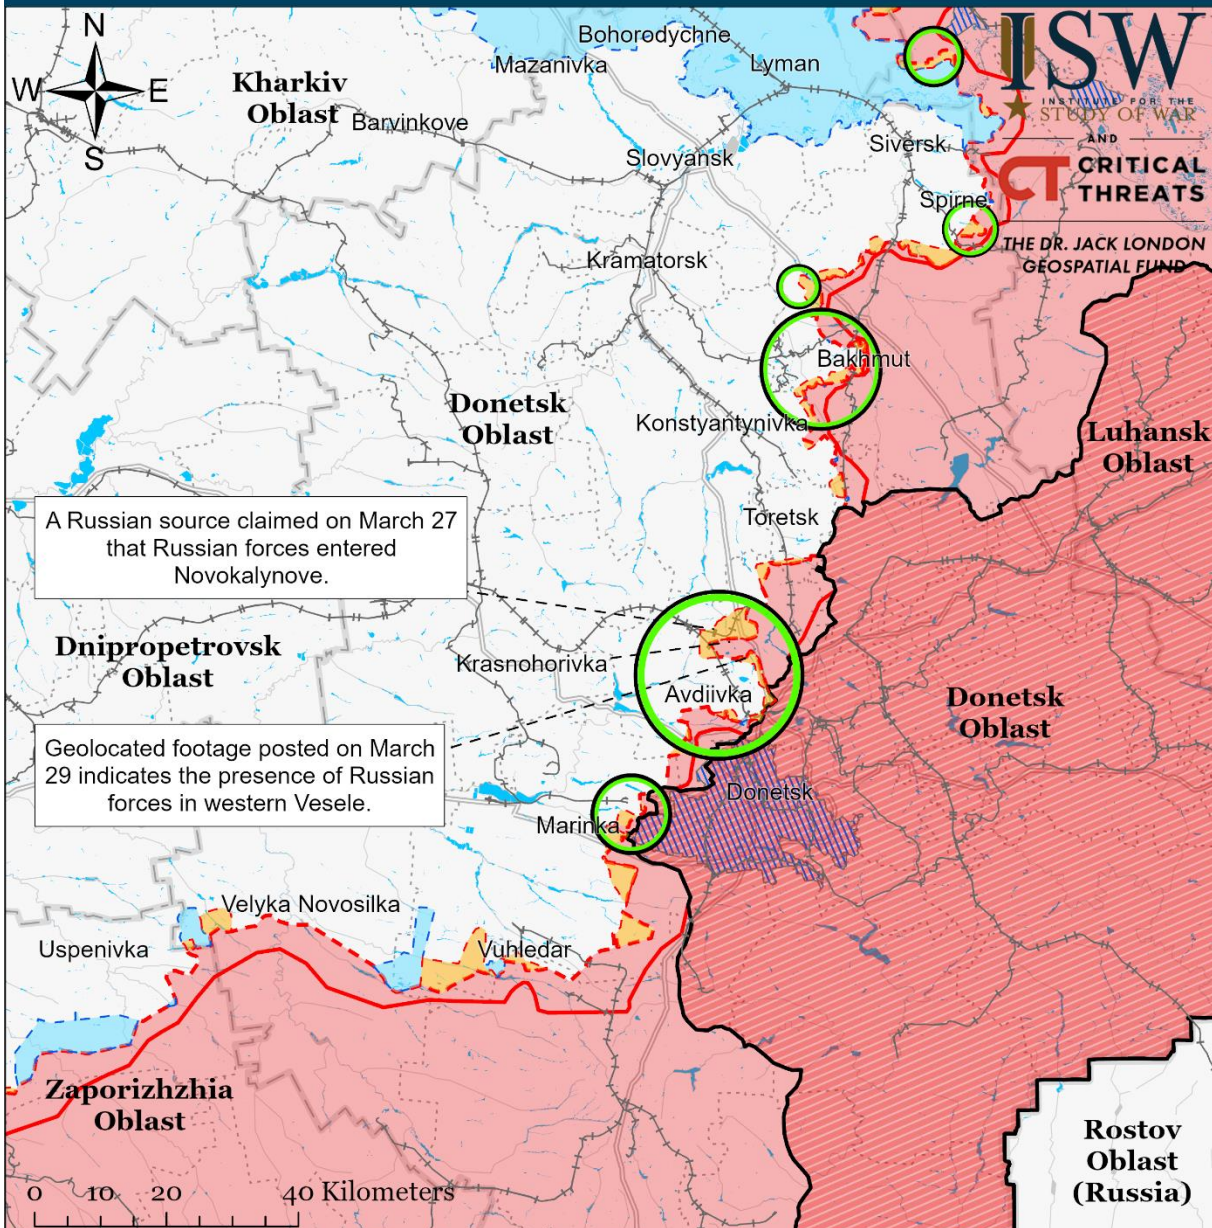 N
W
E
S
Kharkiv
Oblast
Barvinkove
Bohorodychne
Mazanivka
Lyman
ISW
INSTITUTE FOR THE
STUDY OF WAR
AND
CT CRITICAL
THREATS
THE DR. JACK LONDON
GEOSPATIAL FUND
Slovyansk
Siversk
Spirne
Kramatorsk
Bakhmut
Donetsk
Oblast
Konstyantynivka
Luhansk
Oblast
A Russian source claimed on March 27
that Russian forces entered
Novokalynove.
Toretsk
Dnipropetrovsk
Oblast
Krasnohorivka
Avdiivka
Donetsk
Oblast
Geolocated footage posted on March
29 indicates the presence of Russian
forces in western Vesele.
Donetsk
Marinka
Velyka Novosilka
Uspenivka
Vuhledar
Zaporizhzhia
Oblast
Rostov
Oblast
(Russia)
0 10 20 40 Kilometers